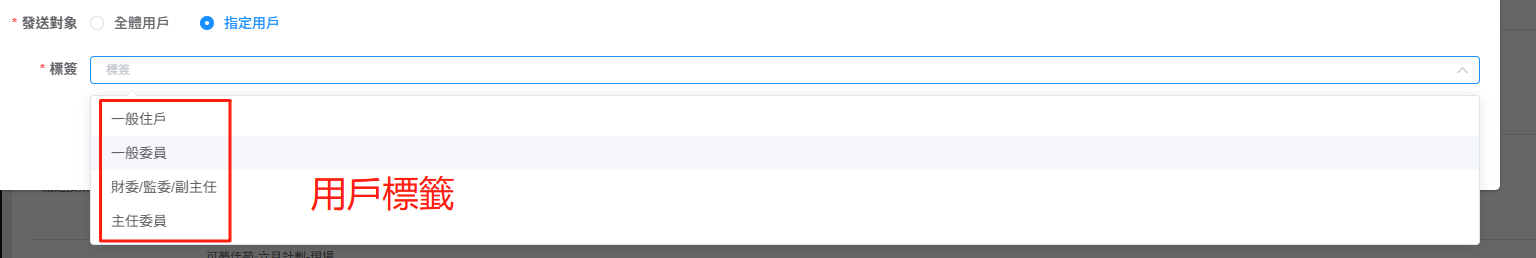 * 發送對象 全體用戶 指定用戶
* 標簽 標簽
一般住戶
一般委員
財委/監委/副主任
主任委員
用戶標籤